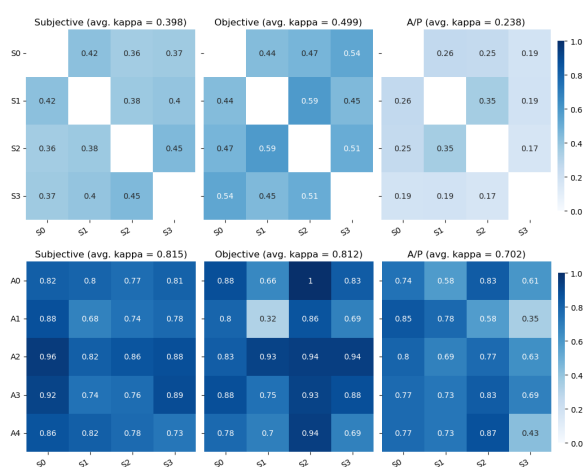 Subjective (avg. kappa = 0.398) Objective (avg. kappa = 0.499) A/P (avg. kappa = 0.238)
S0 0.42 0.36 0.37 0.44 0.47 0.54 0.26 0.25 0.19 1.0
0.8
S1 0.42 0.38 0.4 0.44 0.59 0.45 0.26 0.35 0.19
0.6
0.4
S2 0.36 0.38 0.45 0.47 0.59 0.51 0.25 0.35 0.17
0.2
S3 0.37 0.4 0.45 0.54 0.45 0.51 0.19 0.19 0.17
0.0
S0 S1 S2 S3 S0 S1 S2 S3 S0 S1 S2 S3
Subjective (avg. kappa = 0.815) Objective (avg. kappa = 0.812) A/P (avg. kappa = 0.702)
A0 0.82 0.8 0.77 0.81 0.88 0.66 1 0.83 0.74 0.58 0.83 0.61 1.0
0.8
A1 0.88 0.68 0.74 0.78 0.8 0.32 0.86 0.69 0.85 0.78 0.58 0.35
0.6
A2 0.96 0.82 0.86 0.88 0.83 0.93 0.94 0.94 0.8 0.69 0.77 0.63
0.4
A3 0.92 0.74 0.76 0.89 0.88 0.75 0.93 0.88 0.77 0.73 0.83 0.69
0.2
A4 0.86 0.82 0.78 0.73 0.78 0.7 0.94 0.69 0.77 0.73 0.87 0.43
0.0
S0 S1 S2 S3 S0 S1 S2 S3 S0 S1 S2 S3